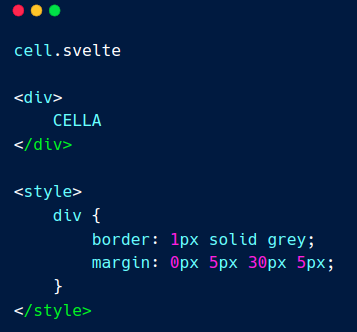 cell.svelte
<div>
CELLA
</div>
<style>
div {
border: 1px solid grey;
margin: 0px 5px 30px 5px;
}
</style>